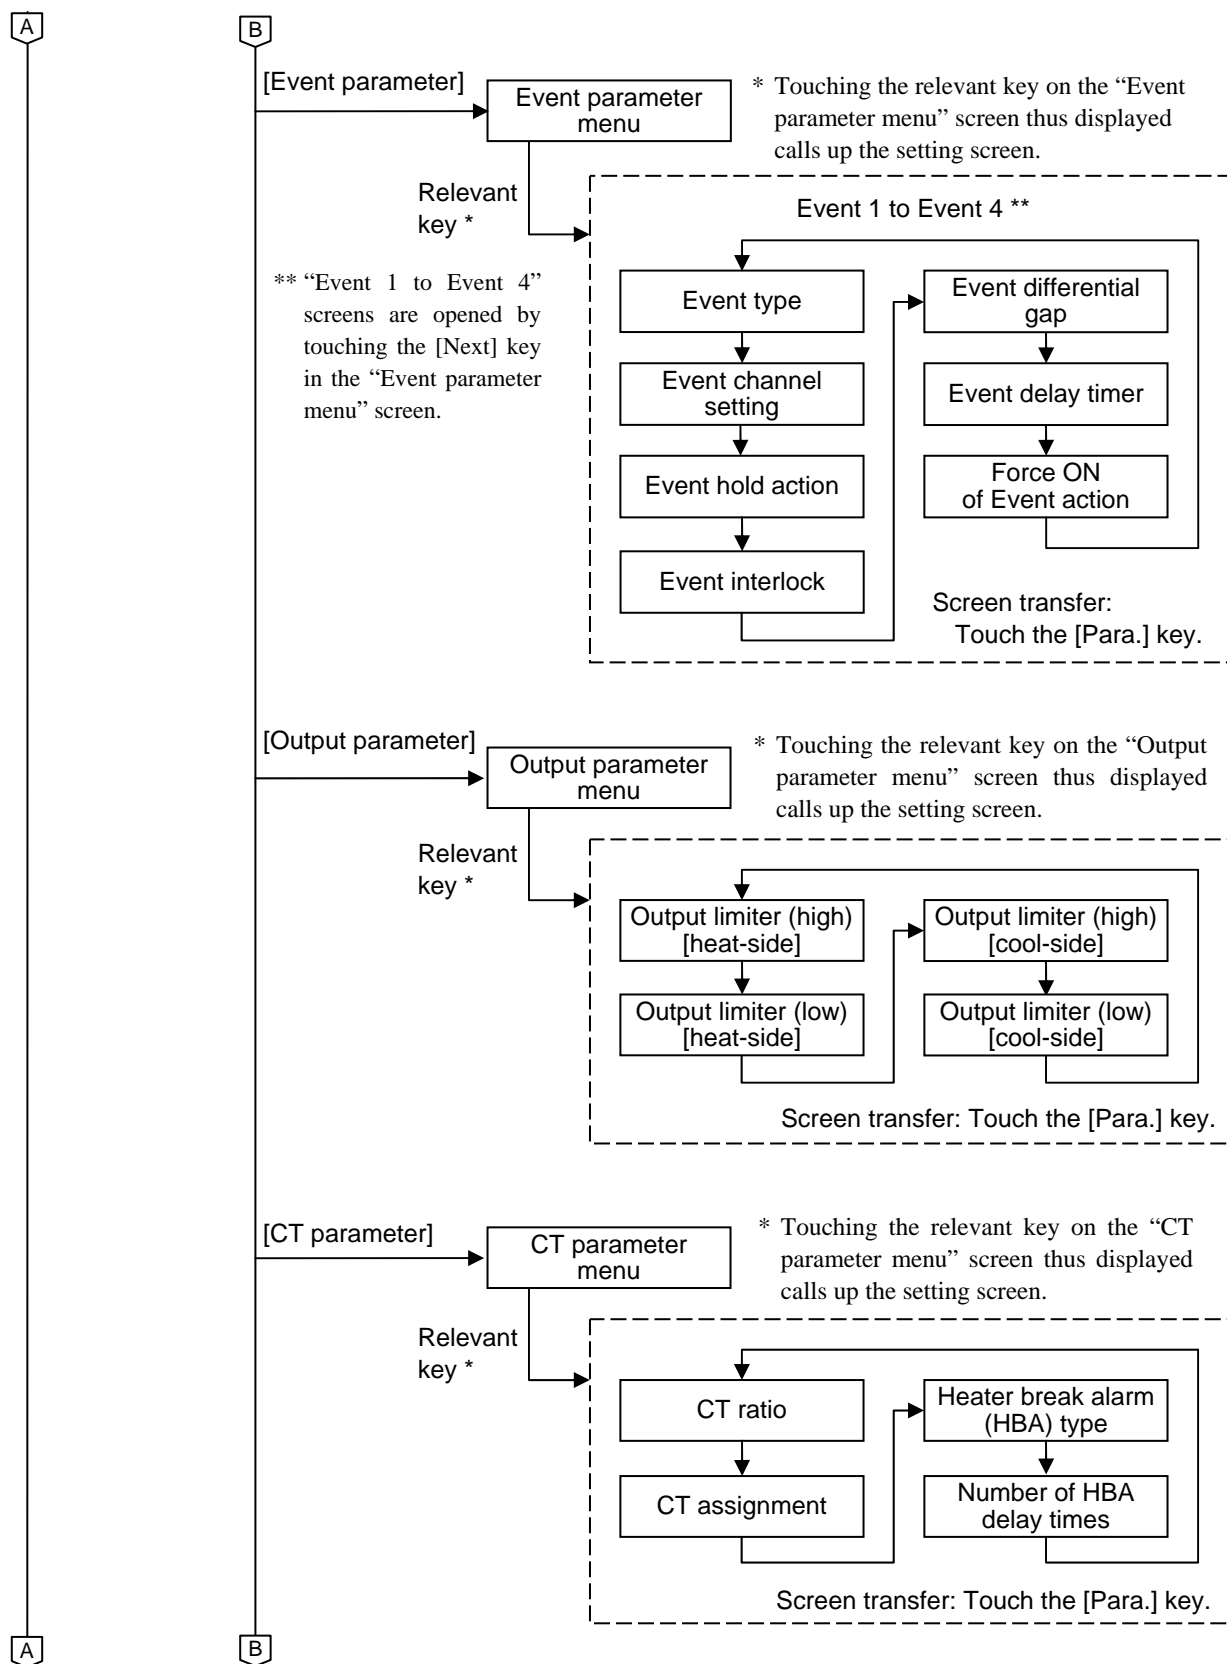 A
B
[Event parameter]
Event parameter
menu
* Touching the relevant key on the “Event
parameter menu” screen thus displayed
calls up the setting screen.
Relevant
key *
** “Event 1 to Event 4”
screens are opened by
touching the [Next] key
in the “Event parameter
menu” screen.
Event 1 to Event 4 **
Event type
Event channel
setting
Event hold action
Event interlock
Event differential
gap
Event delay timer
Force ON
of Event action
Screen transfer:
Touch the [Para.] key.
[Output parameter]
Output parameter
menu
* Touching the relevant key on the “Output
parameter menu” screen thus displayed
calls up the setting screen.
Relevant
key *
Output limiter (high)
[heat-side]
Output limiter (low)
[heat-side]
Output limiter (high)
[cool-side]
Output limiter (low)
[cool-side]
Screen transfer: Touch the [Para.] key.
[CT parameter]
CT parameter
menu
* Touching the relevant key on the “CT
parameter menu” screen thus displayed
calls up the setting screen.
Relevant
key *
CT ratio
CT assignment
Heater break alarm
(HBA) type
Number of HBA
delay times
Screen transfer: Touch the [Para.] key.
A
B